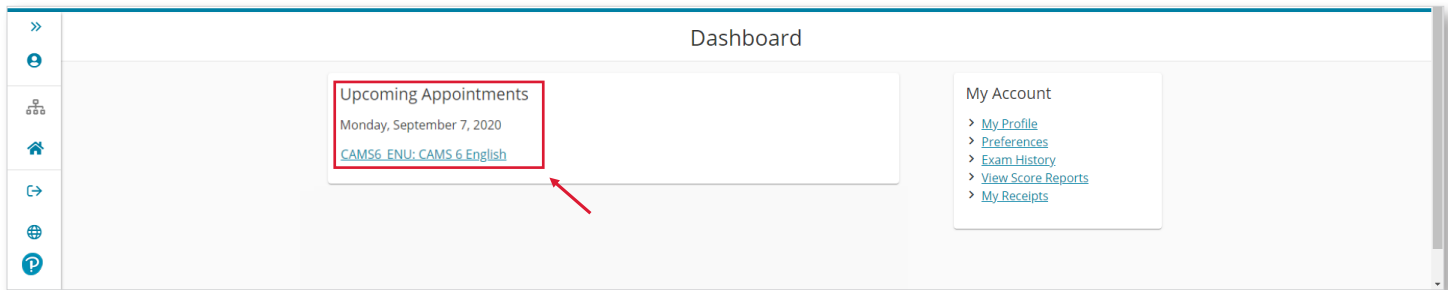 Dashboard
Upcoming Appointments
Monday, September 7, 2020
CAMS6_ENU: CAMS 6 English
My Account
My Profile
Preferences
Exam History
View Score Reports
My Receipts